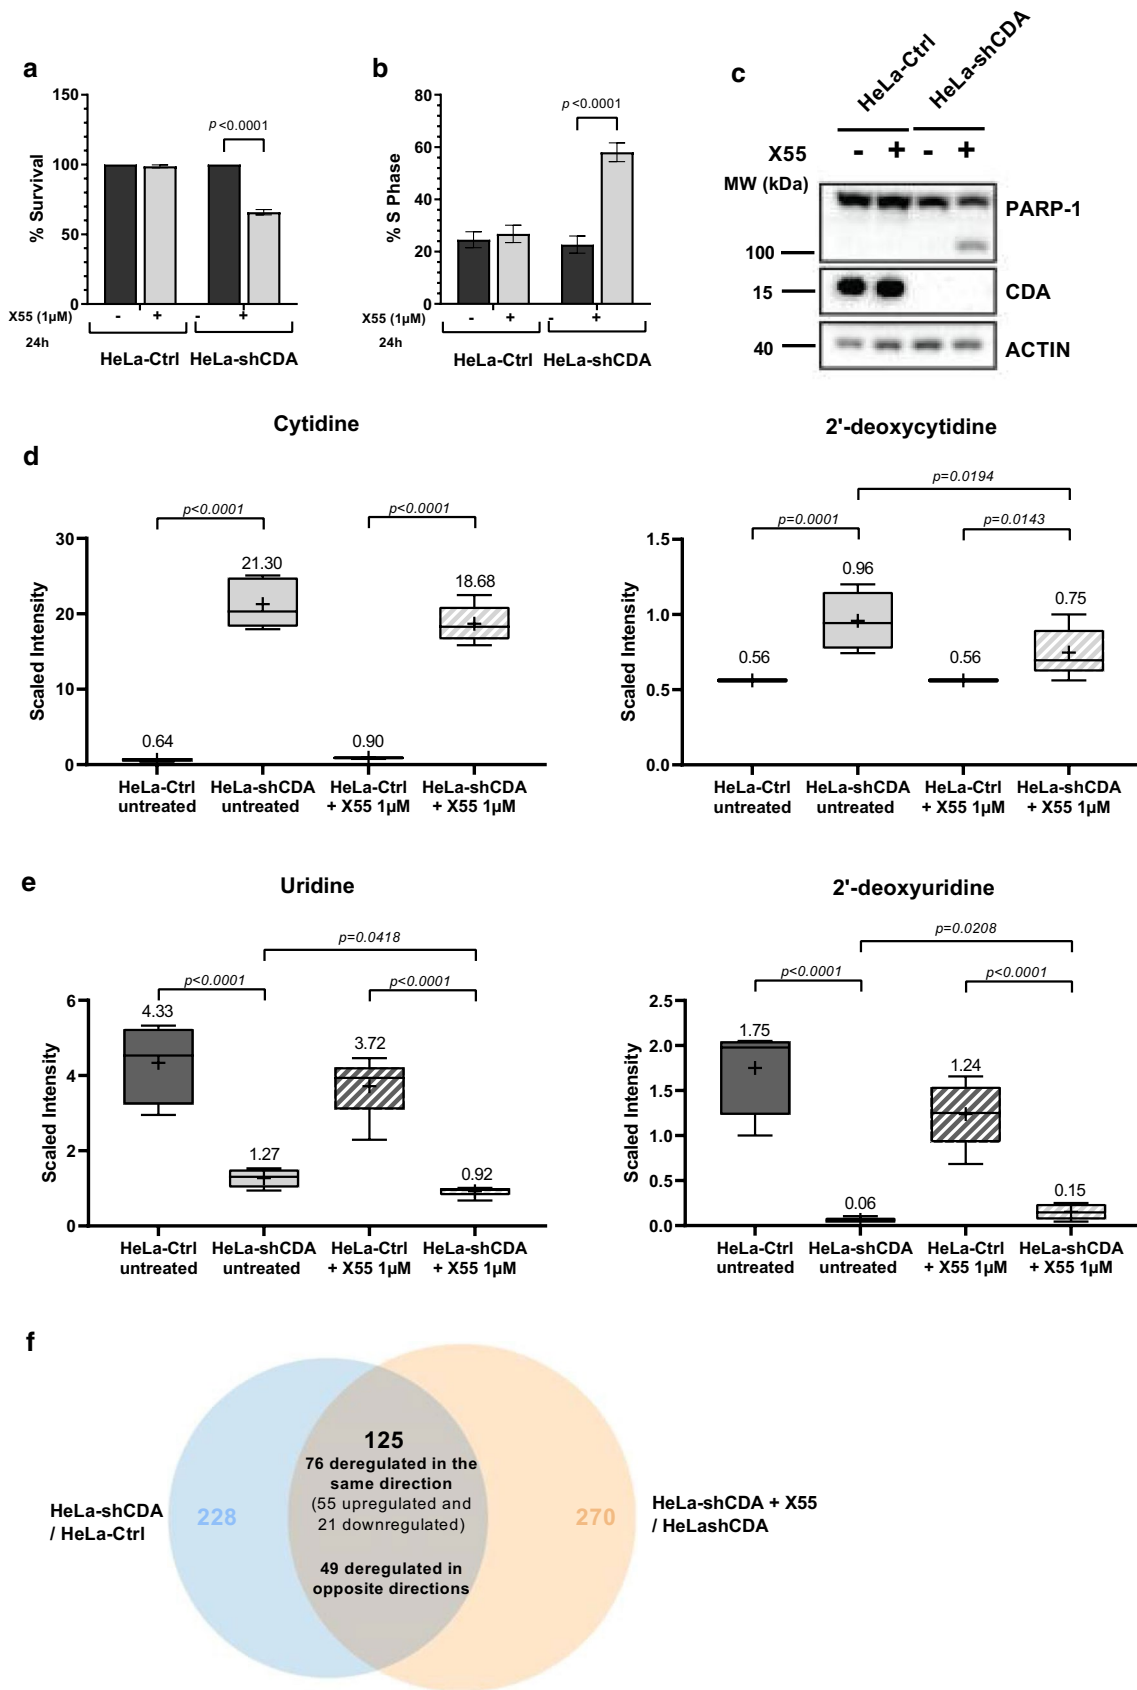 a
150
100
50
0
% Survival
p<0.0001
X55 (1µM)
- + - +
24h
HeLa-Ctrl HeLa-shCDA
b
80
60
40
20
0
% S Phase
p<0.0001
X55 (1µM)
- + - +
24h
HeLa-Ctrl HeLa-shCDA
c
HeLa-Ctrl
HeLa-shCDA
X55 - + - +
MW (kDa)
PARP-1
100
15
CDA
40
ACTIN
d
Cytidine
p<0.0001
p<0.0001
30
20
10
0
Scaled Intensity
0.64
21.30
0.90
18.68
HeLa-Ctrl HeLa-shCDA HeLa-Ctrl HeLa-shCDA
untreated untreated + X55 1µM + X55 1µM
2'-deoxycytidine
p=0.0194
p=0.0001
p=0.0143
1.5
1.0
0.5
0.0
Scaled Intensity
0.56
0.96
0.56
0.75
HeLa-Ctrl HeLa-shCDA HeLa-Ctrl HeLa-shCDA
untreated untreated + X55 1µM + X55 1µM
e
Uridine
p=0.0418
p<0.0001
p<0.0001
6
4
2
0
Scaled Intensity
4.33
1.27
3.72
0.92
HeLa-Ctrl HeLa-shCDA HeLa-Ctrl HeLa-shCDA
untreated untreated + X55 1µM + X55 1µM
2'-deoxyuridine
p=0.0208
p<0.0001
p<0.0001
2.5
2.0
1.5
1.0
0.5
0.0
Scaled Intensity
1.75
0.06
1.24
0.15
HeLa-Ctrl HeLa-shCDA HeLa-Ctrl HeLa-shCDA
untreated untreated + X55 1µM + X55 1µM
f
HeLa-shCDA
/ HeLa-Ctrl
228
125
76 deregulated in the
same direction
(55 upregulated and
21 downregulated)
49 deregulated in
opposite directions
270
HeLa-shCDA + X55
/ HeLashCDA